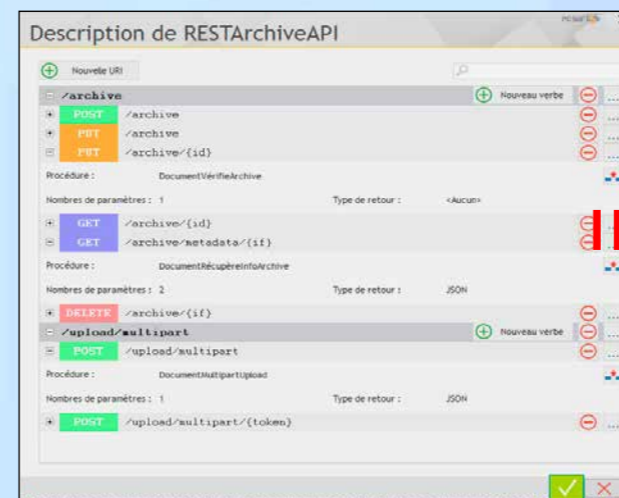 Description de RESTArchiveAPI
Nouvelle URI
/archive Nouveau verbe ...
POST /archive ...
PUT /archive ...
PUT /archive/{id} ...
Procédure : DocumentVérifieArchive
Nombres de paramètres : 1 Type de retour : <Aucun>
GET /archive/{id} ...
GET /archive/metadata/{if} ...
Procédure : DocumentRécupèreInfoArchive
Nombres de paramètres : 2 Type de retour : JSON
DELETE /archive/{if} ...
/upload/multipart Nouveau verbe ...
POST /upload/multipart ...
Procédure : DocumentMultipartUpload
Nombres de paramètres : 1 Type de retour : JSON
POST /upload/multipart/{token} ...